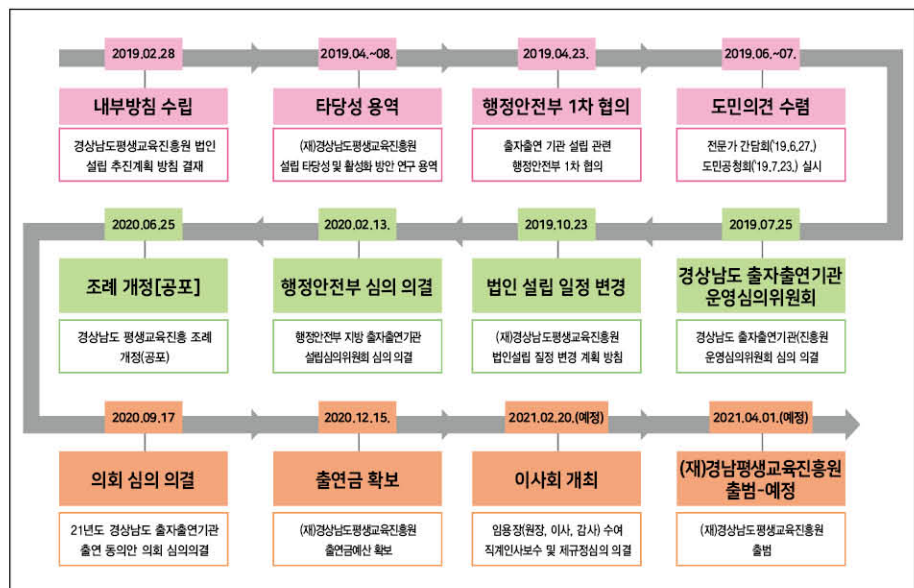 2019.02.28
내부방침 수립
경상남도평생교육진흥원 법인
설립 추진계획 방침 결재
2019.04.~08.
타당성 용역
(재)경상남도평생교육진흥원
설립 타당성 및 활성화 방안 연구 용역
2019.04.23.
행정안전부 1차 협의
출자출연 기관 설립 관련
행정안전부 1차 협의
2019.06.~07.
도민의견 수렴
전문가 간담회('19.6.27.)
도민공청회('19.7.23.) 실시
2019.07.25
경상남도 출자출연기관
운영심의위원회
경상남도 출자출연기관(진흥원
운영심의위원회 심의 의결
2019.10.23
법인 설립 일정 변경
(재)경상남도평생교육진흥원
법인설립 질정 변경 계획 방침
2020.02.13.
행정안전부 심의 의결
행정안전부 지방 출자출연기관
설립심의위원회 심의 의결
2020.06.25
조례 개정[공포]
경상남도 평생교육진흥 조례
개정(공포)
2020.09.17
의회 심의 의결
21년도 경상남도 출자출연기관
출연 동의안 의회 심의의결
2020.12.15.
출연금 확보
(재)경상남도평생교육진흥원
출연금예산 확보
2021.02.20.(예정)
이사회 개최
임용장(원장, 이사, 감사) 수여
직계인사보수 및 제규정심의 의결
2021.04.01.(예정)
(재)경남평생교육진흥원
출범-예정
(재)경상남도평생교육진흥원
출범